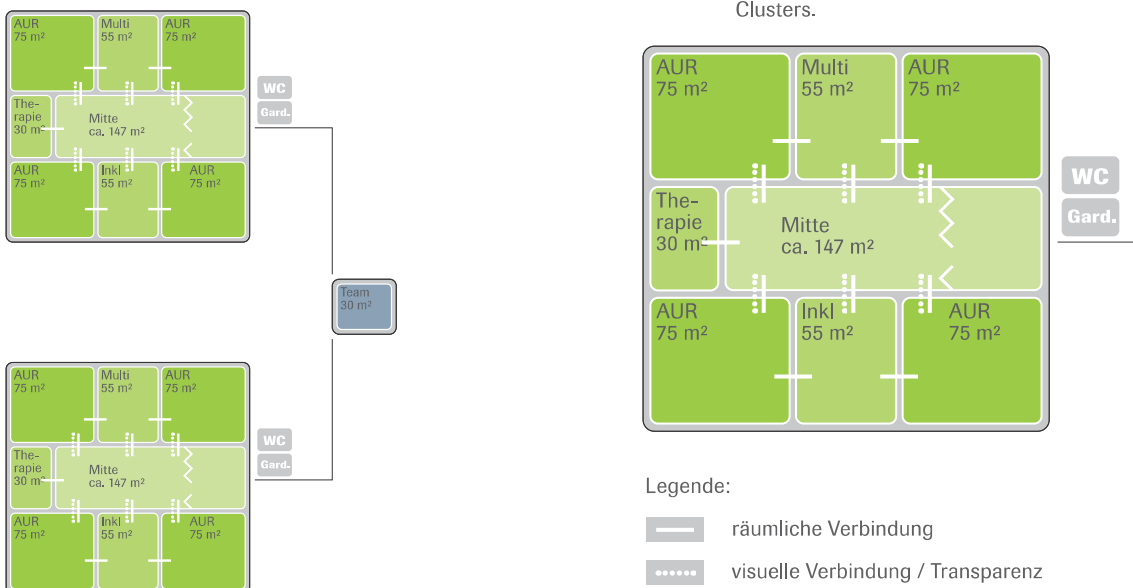 AUR
75 m²
Multi
55 m²
AUR
75 m²
The-
rapie
30 m²
Mitte
ca. 147 m²
AUR
75 m²
Inkl
55 m²
AUR
75 m²
WC
Gard.
Team
30 m²
AUR
75 m²
Multi
55 m²
AUR
75 m²
The-
rapie
30 m²
Mitte
ca. 147 m²
AUR
75 m²
Inkl
55 m²
AUR
75 m²
WC
Gard.
Clusters.
AUR
75 m²
Multi
55 m²
AUR
75 m²
The-
rapie
30 m²
Mitte
ca. 147 m²
AUR
75 m²
Inkl
55 m²
AUR
75 m²
WC
Gard.
Legende:
räumliche Verbindung
visuelle Verbindung / Transparenz